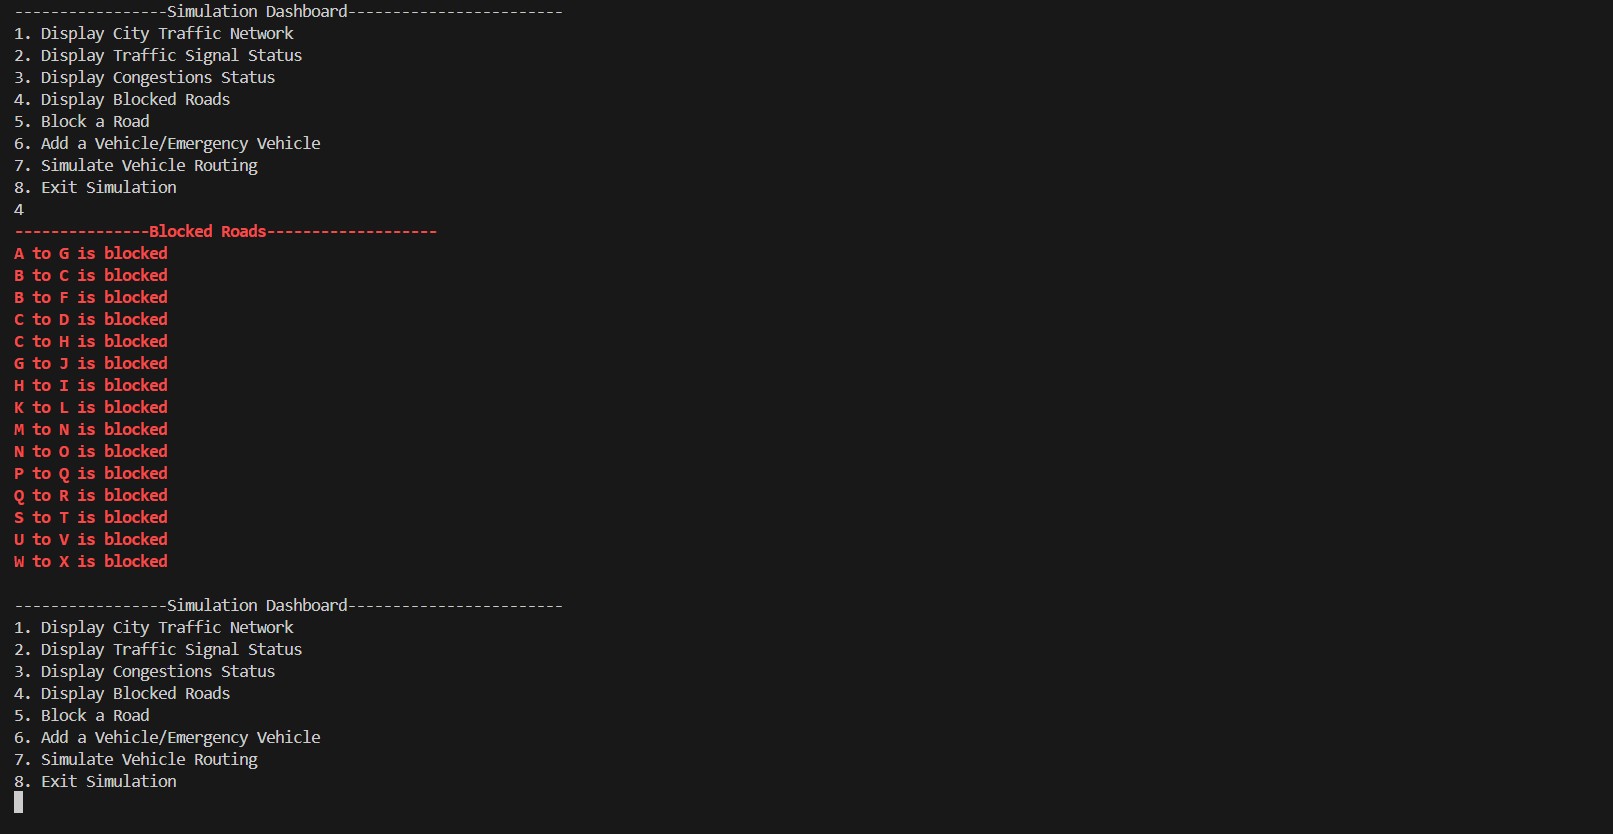 -----------------Simulation Dashboard------------------------
1. Display City Traffic Network
2. Display Traffic Signal Status
3. Display Congestions Status
4. Display Blocked Roads
5. Block a Road
6. Add a Vehicle/Emergency Vehicle
7. Simulate Vehicle Routing
8. Exit Simulation
4
---------------Blocked Roads-------------------
A to G is blocked
B to C is blocked
B to F is blocked
C to D is blocked
C to H is blocked
G to J is blocked
H to I is blocked
K to L is blocked
M to N is blocked
N to O is blocked
P to Q is blocked
Q to R is blocked
S to T is blocked
U to V is blocked
W to X is blocked
-----------------Simulation Dashboard------------------------
1. Display City Traffic Network
2. Display Traffic Signal Status
3. Display Congestions Status
4. Display Blocked Roads
5. Block a Road
6. Add a Vehicle/Emergency Vehicle
7. Simulate Vehicle Routing
8. Exit Simulation